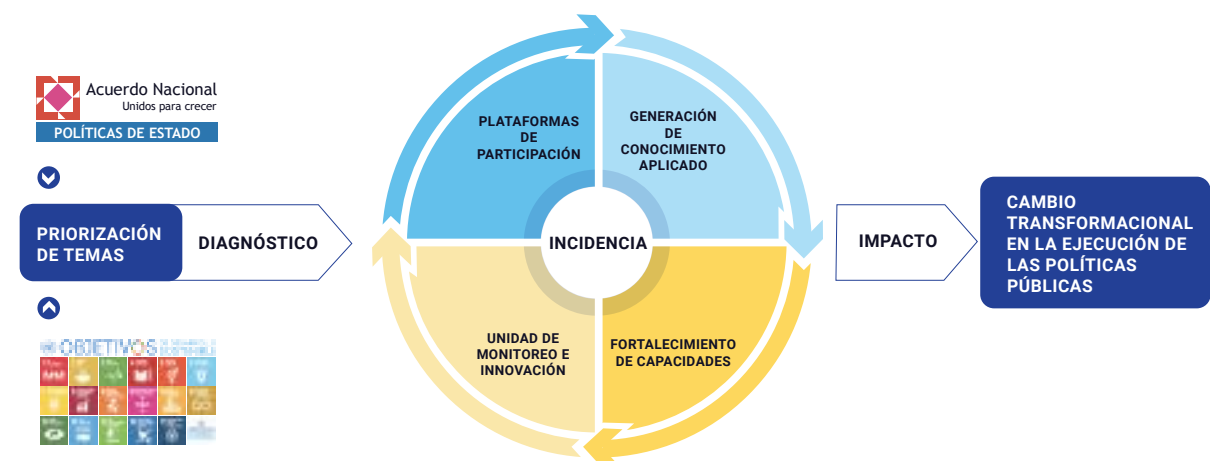 Acuerdo Nacional
Unidos para crecer
POLÍTICAS DE ESTADO
PRIORIZACIÓN
DE TEMAS
DIAGNÓSTICO
OBJETIVOS
PLATAFORMAS
DE
PARTICIPACIÓN
GENERACIÓN
DE
CONOCIMIENTO
APLICADO
INCIDENCIA
UNIDAD DE
MONITOREO E
INNOVACIÓN
FORTALECIMIENTO
DE CAPACIDADES
IMPACTO
CAMBIO
TRANSFORMACIONAL
EN LA EJECUCIÓN DE
LAS POLÍTICAS
PÚBLICAS